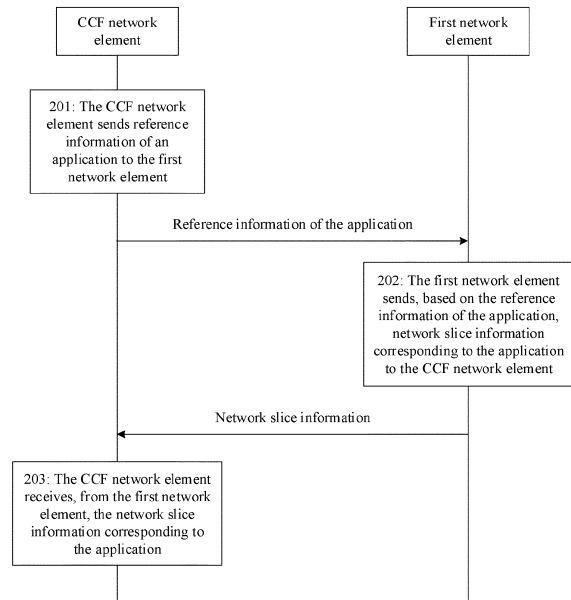 CCF network
element
First network
element
201: The CCF network
element sends reference
information of an
application to the first
network element
Reference information of the application
202: The first network element
sends, based on the reference
information of the application,
network slice information
corresponding to the application
to the CCF network element
Network slice information
203: The CCF network element
receives, from the first network
element, the network slice
information corresponding to
the application